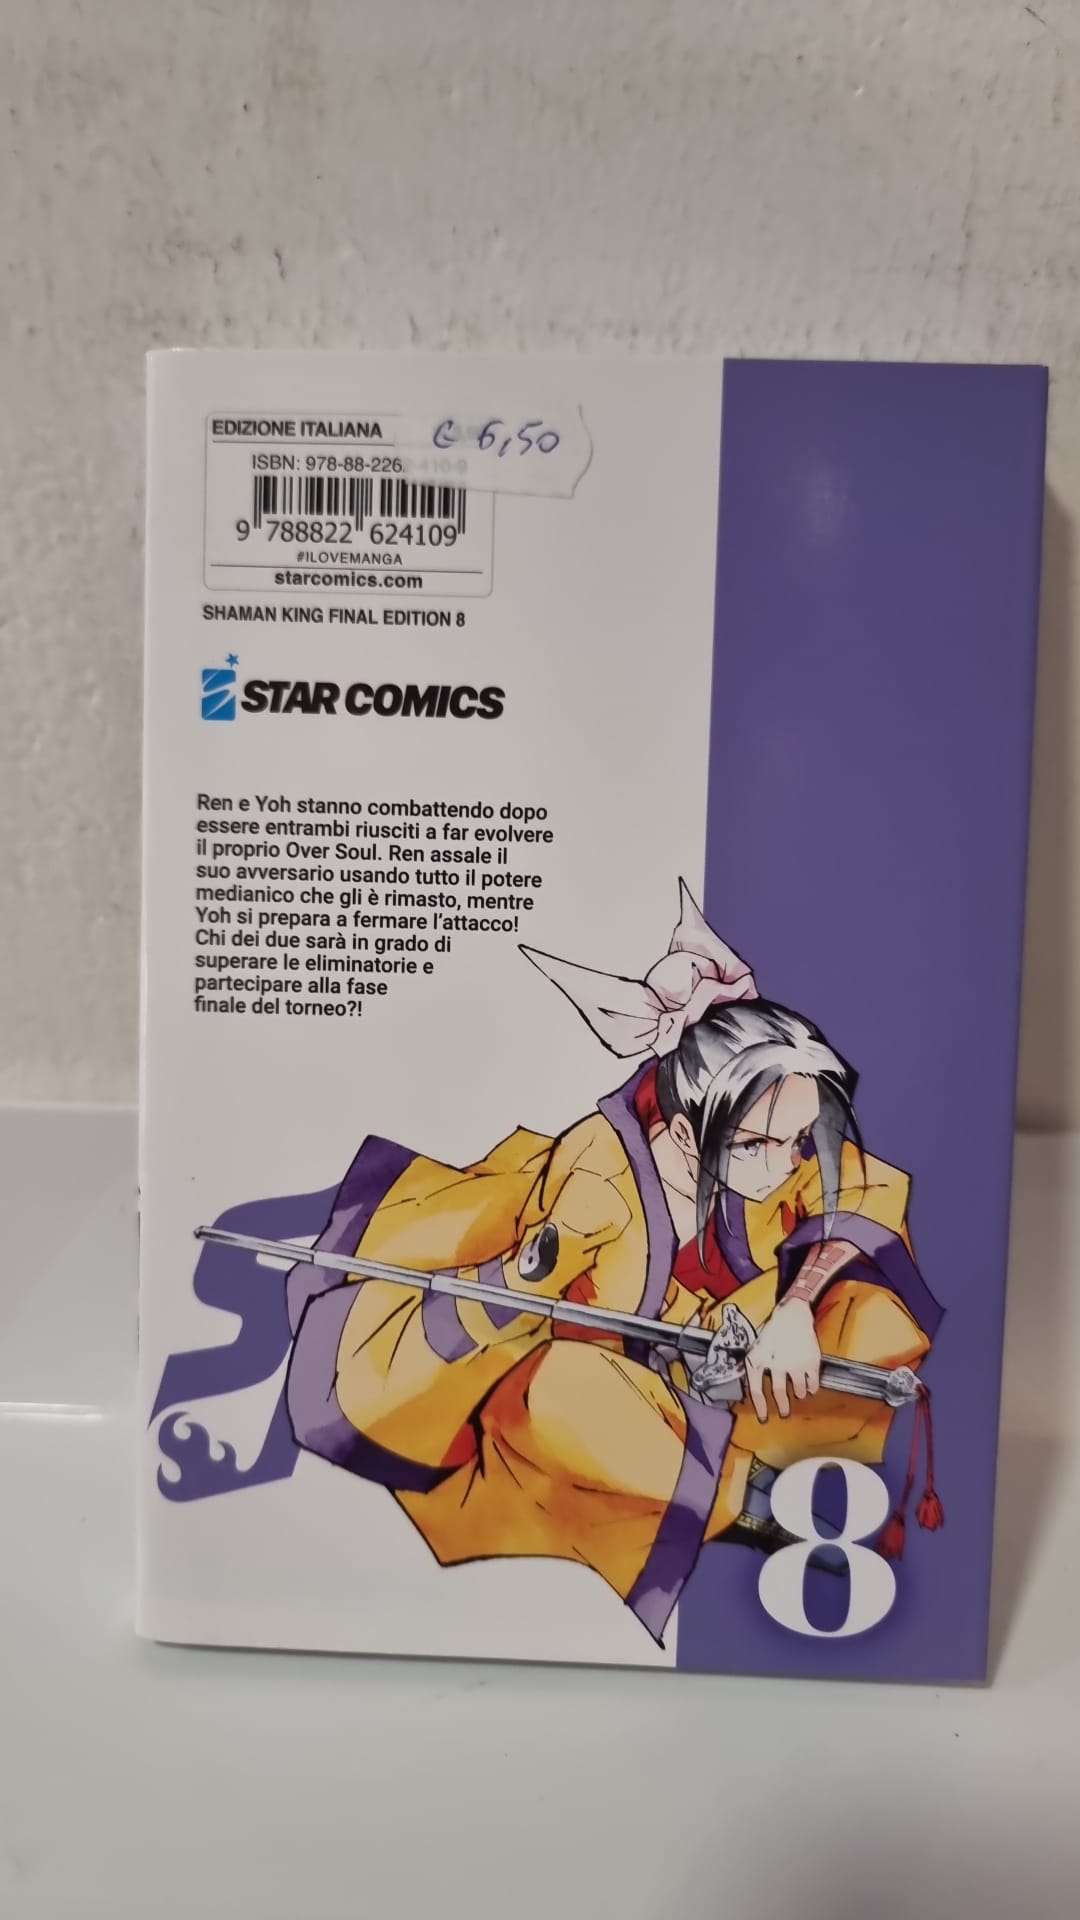 EDIZIONE ITALIANA
€ 6,50
ISBN: 978-88-226
2-410-9
9 788822 624109
#ILOVEMANGA
starcomics.com
SHAMAN KING FINAL EDITION 8
STAR COMICS
Ren e Yoh stanno combattendo dopo
essere entrambi riusciti a far evolvere
il proprio Over Soul. Ren assale il
suo avversario usando tutto il potere
medianico che gli è rimasto, mentre
Yoh si prepara a fermare l'attacco!
Chi dei due sarà in grado di
superare le eliminatorie e
partecipare alla fase
finale del torneo?!
8